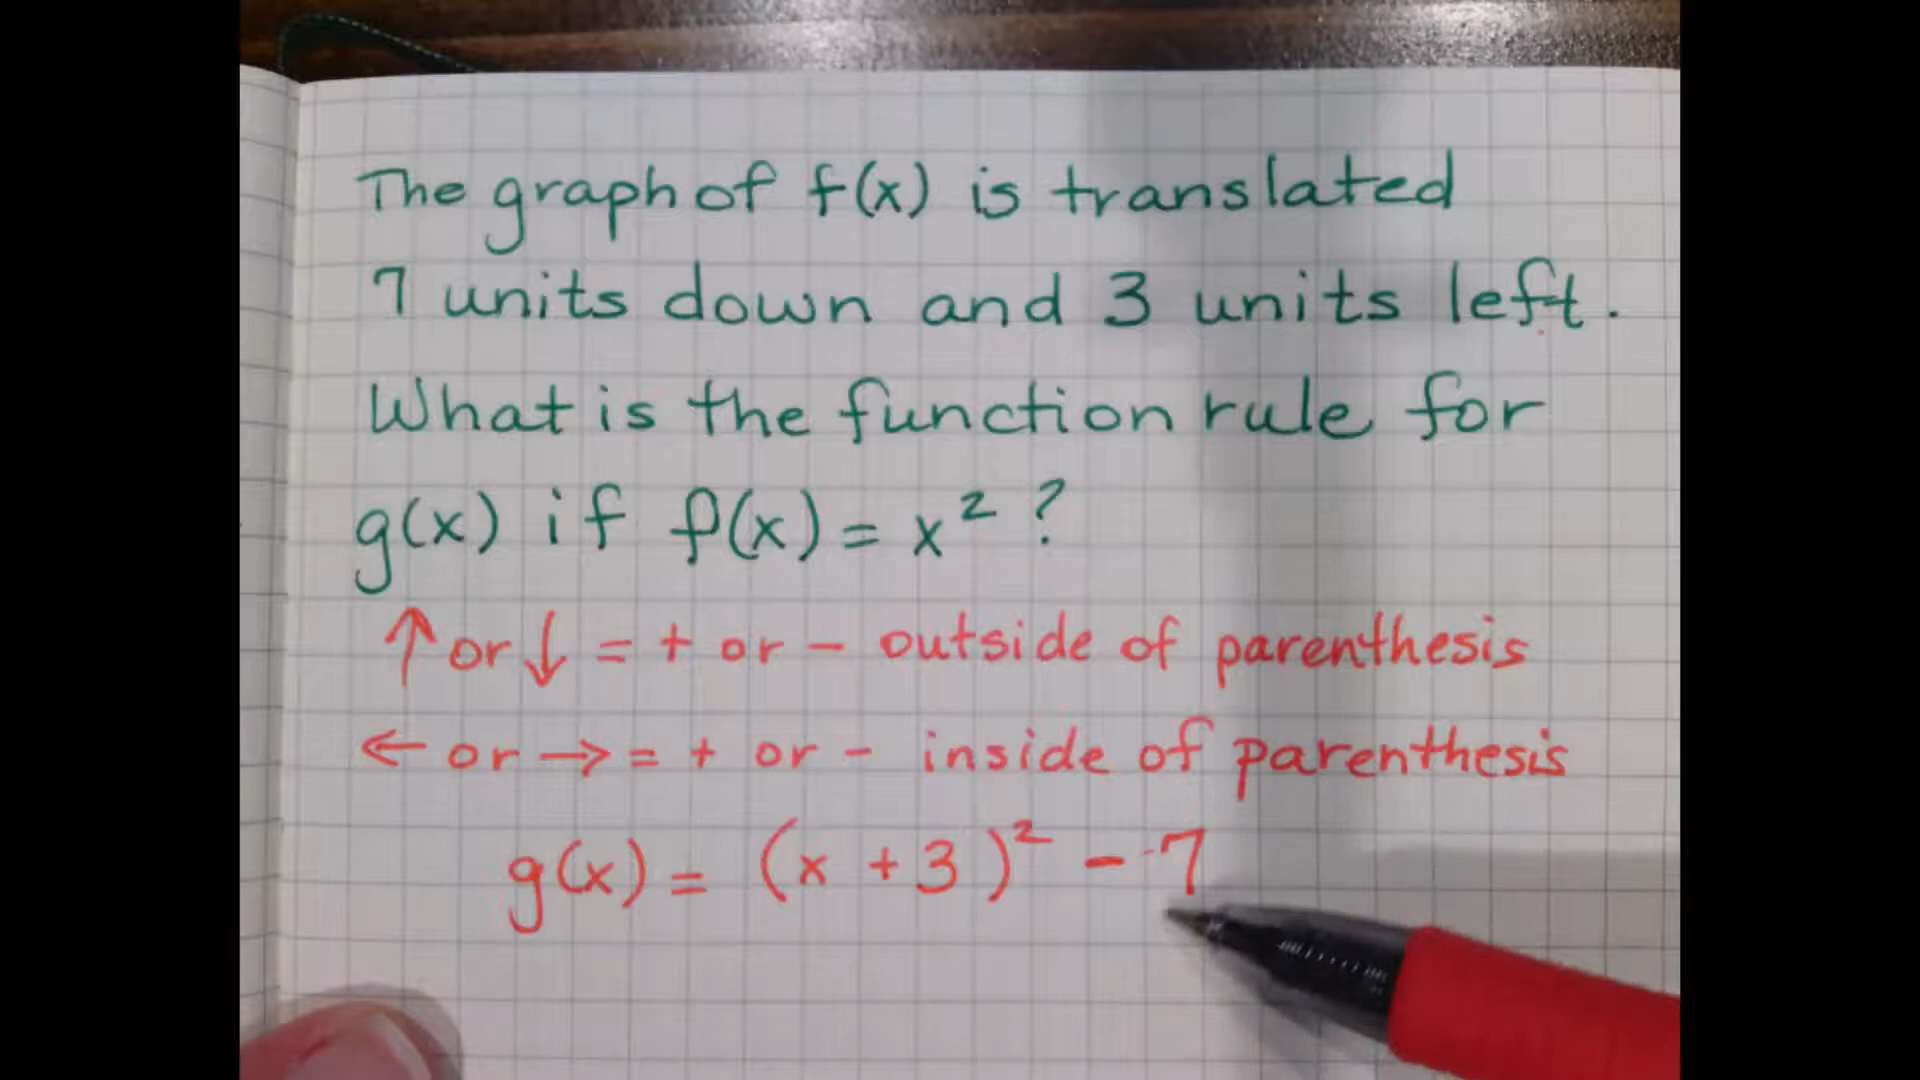 The graph of f(x) is translated
7 units down and 3 units left.
What is the function rule for
g(x) if f(x) = x²?
↑ or ↓ = + or - outside of parenthesis
← or → = + or - inside of parenthesis
g(x) = (x + 3)² - 7